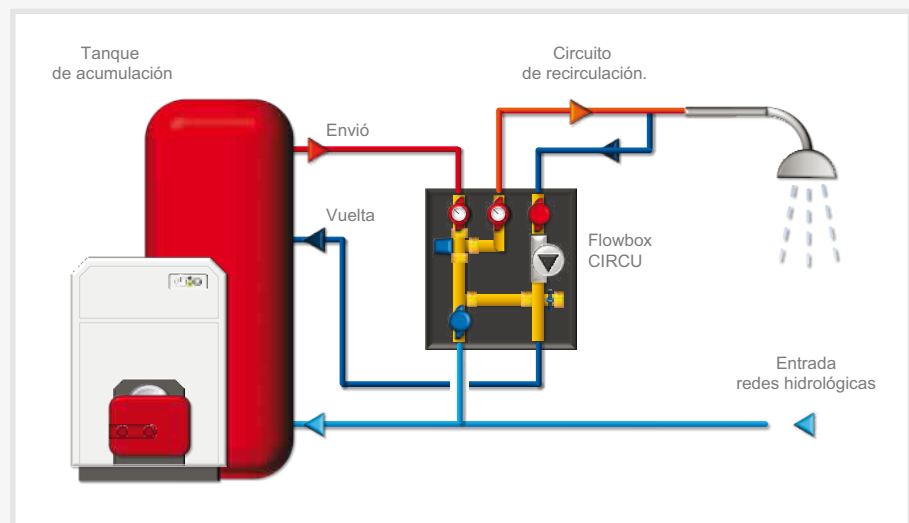 Tanque
de acumulación
Circuito
de recirculación.
Envió
Vuelta
Flowbox
CIRCU
Entrada
redes hidrológicas